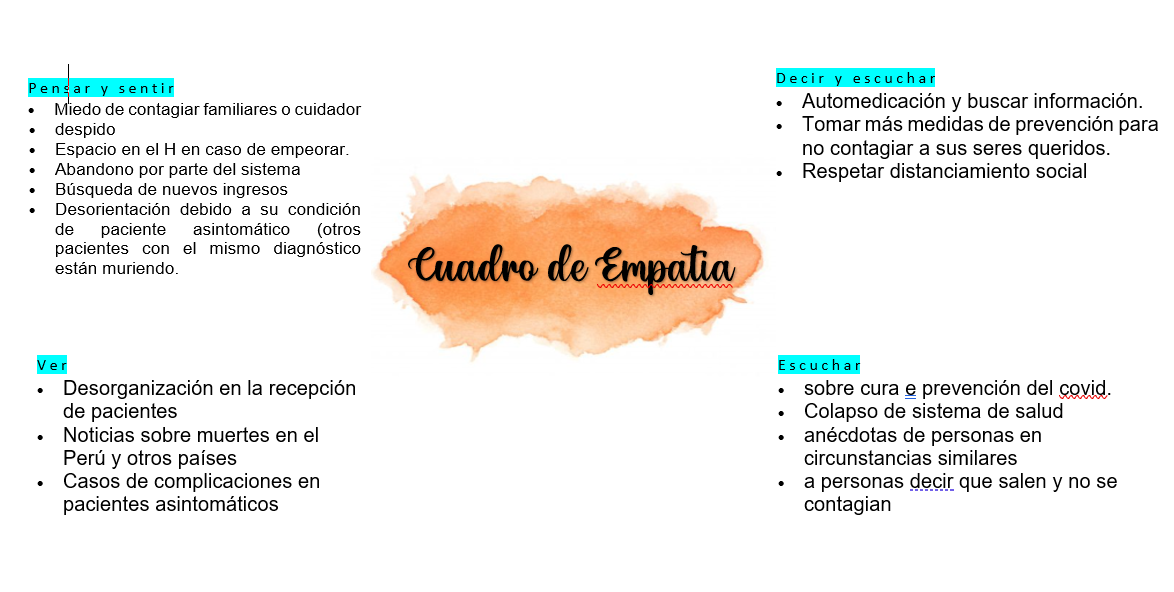 Pensar y sentir
• Miedo de contagiar familiares o cuidador
• despido
• Espacio en el H en caso de empeorar.
• Abandono por parte del sistema
• Búsqueda de nuevos ingresos
• Desorientación debido a su condición
de paciente asintomático (otros
pacientes con el mismo diagnóstico
están muriendo.
Decir y escuchar
• Automedicación y buscar información.
• Tomar más medidas de prevención para
no contagiar a sus seres queridos.
• Respetar distanciamiento social
Cuadro de Empatia
Ver
• Desorganización en la recepción
de pacientes
• Noticias sobre muertes en el
Perú y otros países
• Casos de complicaciones en
pacientes asintomáticos
Escuchar
• sobre cura e prevención del covid.
• Colapso de sistema de salud
• anécdotas de personas en
circunstancias similares
• a personas decir que salen y no se
contagian